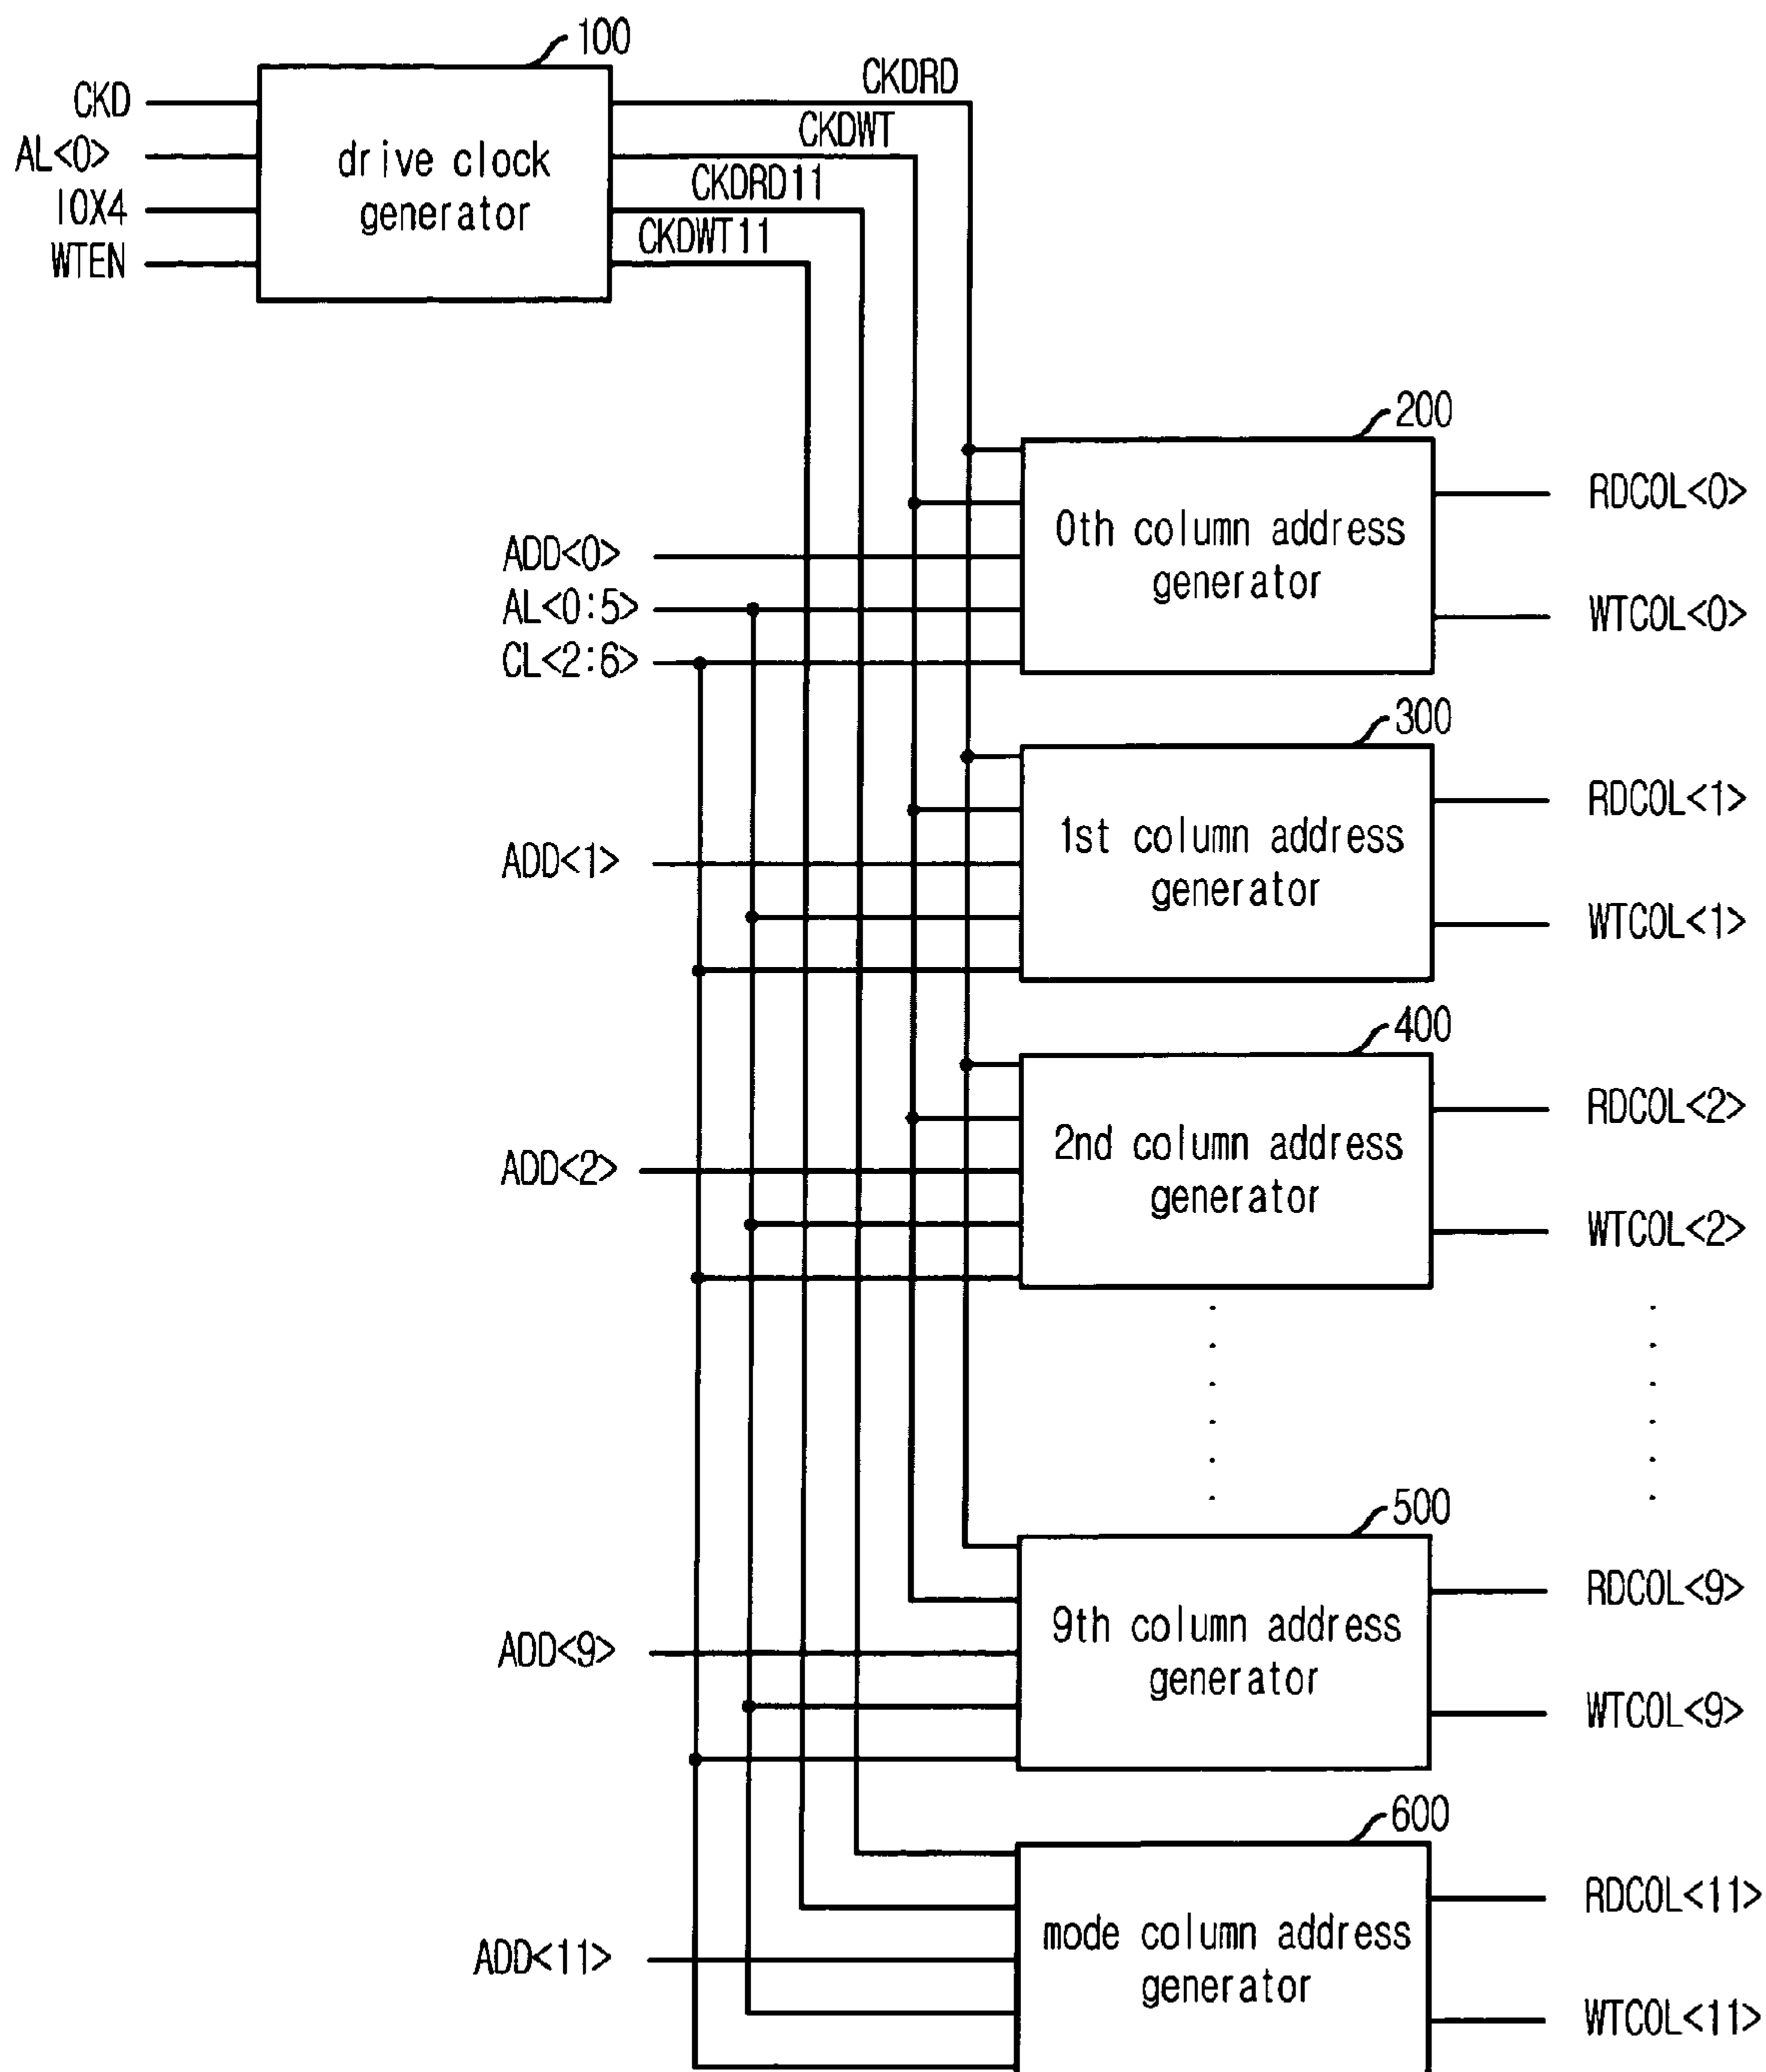 100
CKD
AL<0>
IOX4
WTEN
drive clock
generator
CKDRD
CKDWT
CKDRD11
CKDWT11
200
ADD<0>
AL<0:5>
CL<2:6>
0th column address
generator
RDCOL<0>
WTCOL<0>
300
ADD<1>
1st column address
generator
RDCOL<1>
WTCOL<1>
400
ADD<2>
2nd column address
generator
RDCOL<2>
WTCOL<2>
500
ADD<9>
9th column address
generator
RDCOL<9>
WTCOL<9>
600
ADD<11>
mode column address
generator
RDCOL<11>
WTCOL<11>